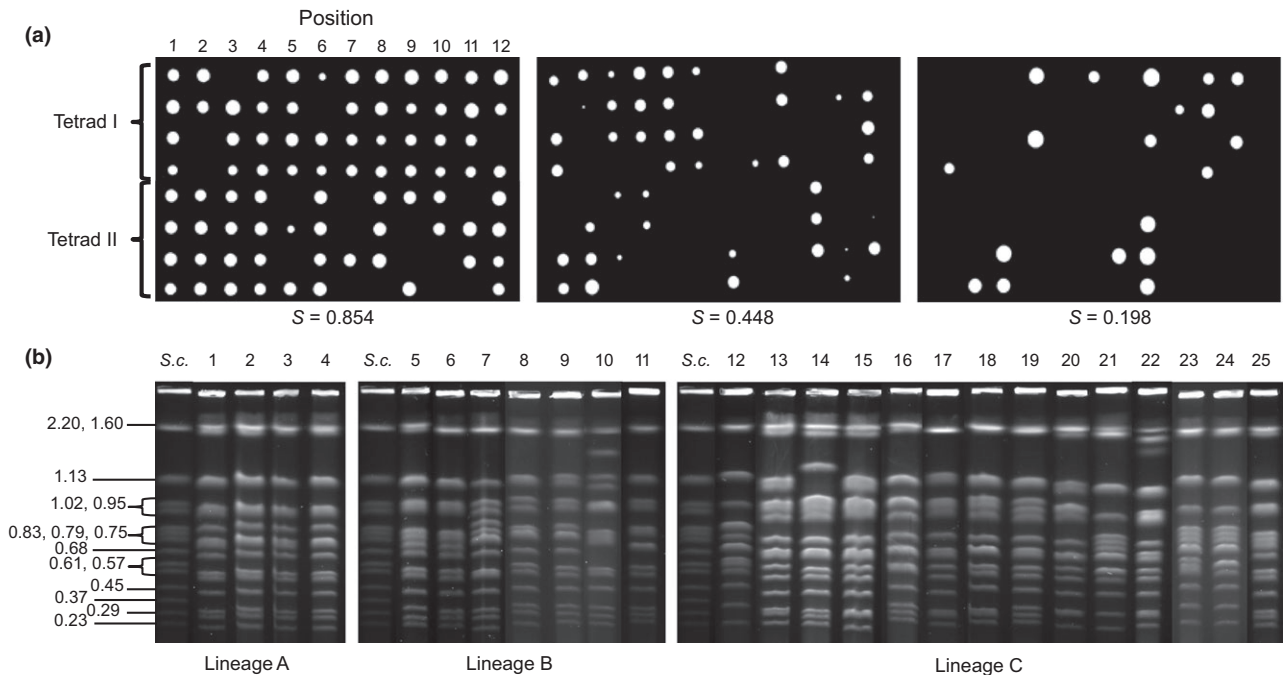 (a)
Position
1 2 3 4 5 6 7 8 9 10 11 12
Tetrad I
Tetrad II
S = 0.854
S = 0.448
S = 0.198
(b)
S.c. 1 2 3 4
S.c. 5 6 7 8 9 10 11
S.c. 12 13 14 15 16 17 18 19 20 21 22 23 24 25
2.20, 1.60
1.13
1.02, 0.95
0.83, 0.79, 0.75
0.68
0.61, 0.57
0.45
0.37
0.29
0.23
Lineage A
Lineage B
Lineage C